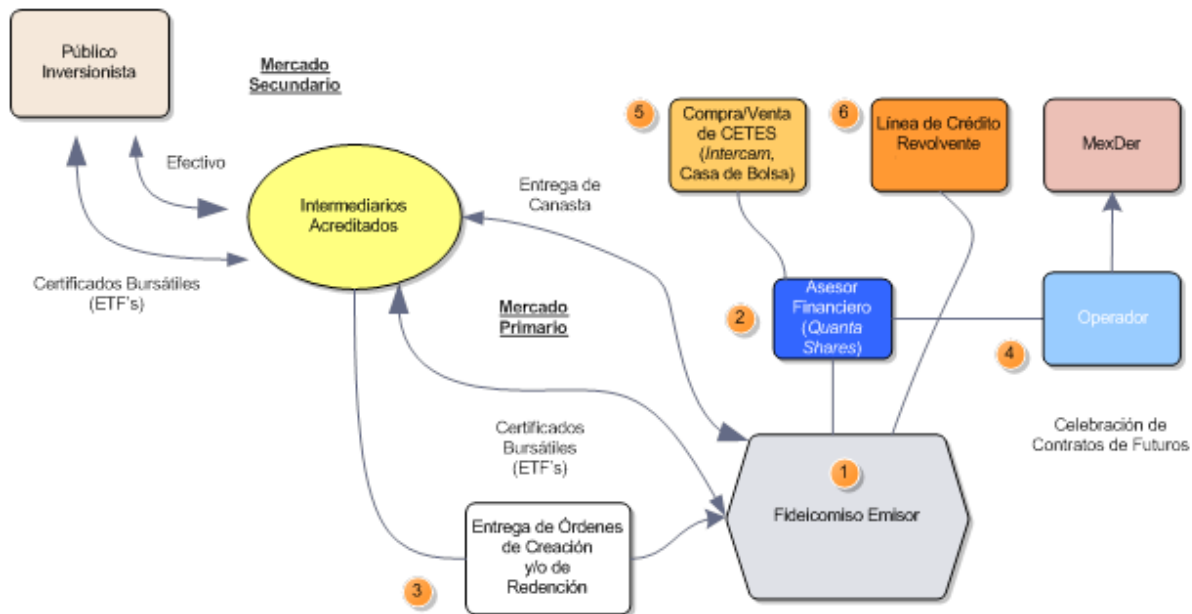 Público
Inversionista
Mercado
Secundario
Efectivo
Certificados Bursátiles
(ETF's)
Intermediarios
Acreditados
Entrega de
Canasta
5
Compra/Venta
de CETES
(Intercam,
Casa de Bolsa)
6
Línea de Crédito
Revolvente
MexDer
Mercado
Primario
2
Asesor
Financiero
(Quanta
Shares)
4
Operador
Celebración de
Contratos de Futuros
Certificados
Bursátiles
(ETF's)
1
Fideicomiso Emisor
3
Entrega de Órdenes
de Creación
y/o de
Redención